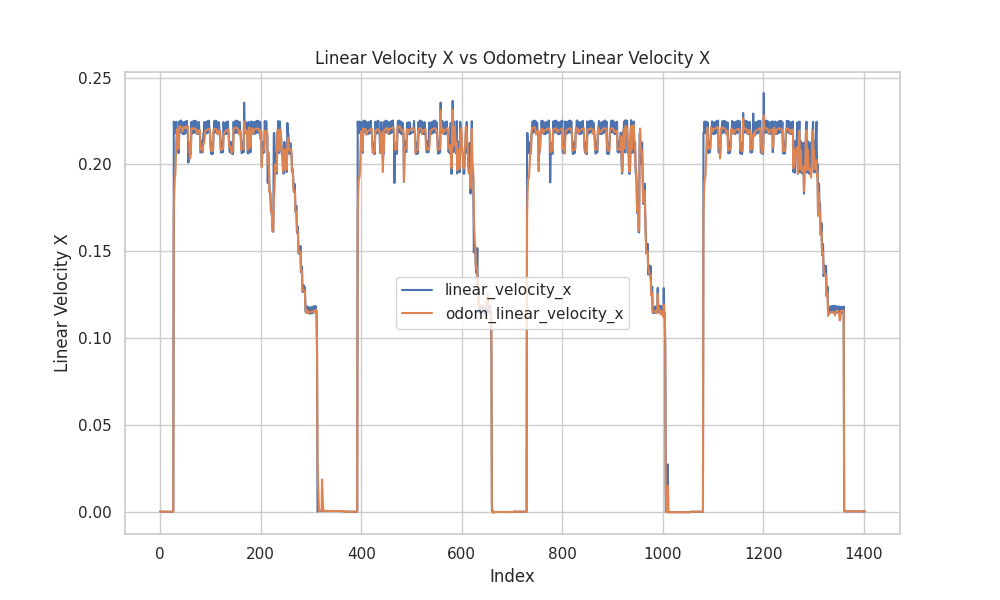 Linear Velocity X vs Odometry Linear Velocity X
0.25
0.20
0.15
0.10
0.05
0.00
Linear Velocity X
linear_velocity_x
odom_linear_velocity_x
0 200 400 600 800 1000 1200 1400
Index